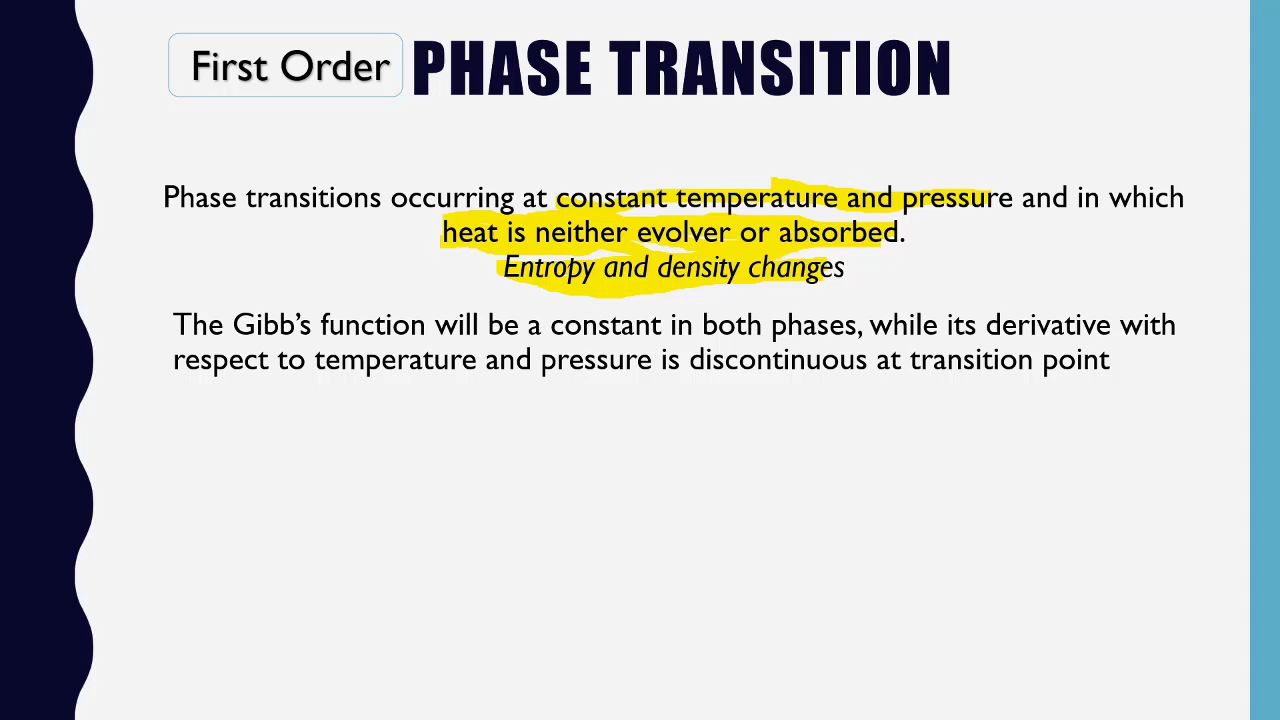 First Order PHASE TRANSITION
Phase transitions occurring at constant temperature and pressure and in which
heat is neither evolver or absorbed.
Entropy and density changes
The Gibb’s function will be a constant in both phases, while its derivative with
respect to temperature and pressure is discontinuous at transition point